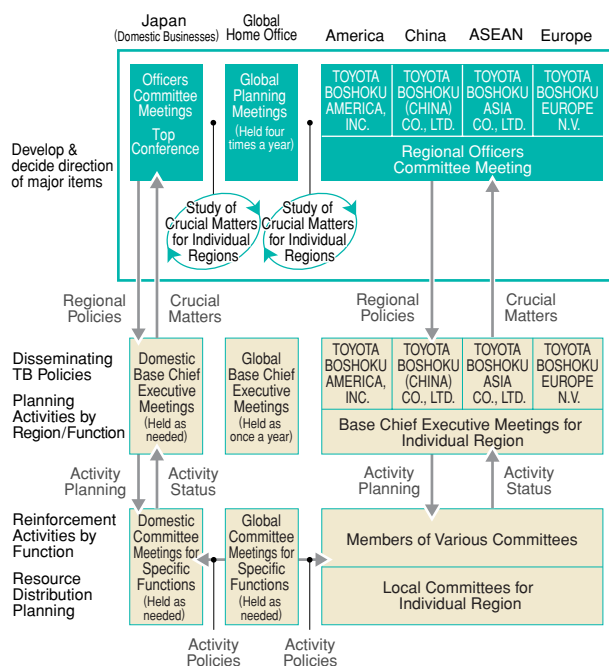 Japan
(Domestic Businesses)
Global
Home Office
America
China
ASEAN
Europe
Develop &
decide direction
of major items
Officers
Committee
Meetings
Top
Conference
Global
Planning
Meetings
(Held four
times a year)
TOYOTA
BOSHOKU
AMERICA,
INC.
TOYOTA
BOSHOKU
(CHINA)
CO., LTD.
TOYOTA
BOSHOKU
ASIA
CO., LTD.
TOYOTA
BOSHOKU
EUROPE
N.V.
Regional Officers
Committee Meeting
Study of
Crucial Matters
for Individual
Regions
Study of
Crucial Matters
for Individual
Regions
Regional
Policies
Crucial
Matters
Regional
Policies
Crucial
Matters
Disseminating
TB Policies
Planning
Activities by
Region/Function
Domestic
Base Chief
Executive
Meetings
(Held as
needed)
Global
Base Chief
Executive
Meetings
(Held as
once a year)
TOYOTA
BOSHOKU
AMERICA,
INC.
TOYOTA
BOSHOKU
(CHINA)
CO., LTD.
TOYOTA
BOSHOKU
ASIA
CO., LTD.
TOYOTA
BOSHOKU
EUROPE
N.V.
Base Chief Executive Meetings for
Individual Region
Activity
Planning
Activity
Status
Activity
Planning
Activity
Status
Reinforcement
Activities by
Function
Resource
Distribution
Planning
Domestic
Committee
Meetings for
Specific
Functions
(Held as
needed)
Global
Committee
Meetings for
Specific
Functions
(Held as
needed)
Members of Various Committees
Local Committees for
Individual Region
Activity
Policies
Activity
Policies